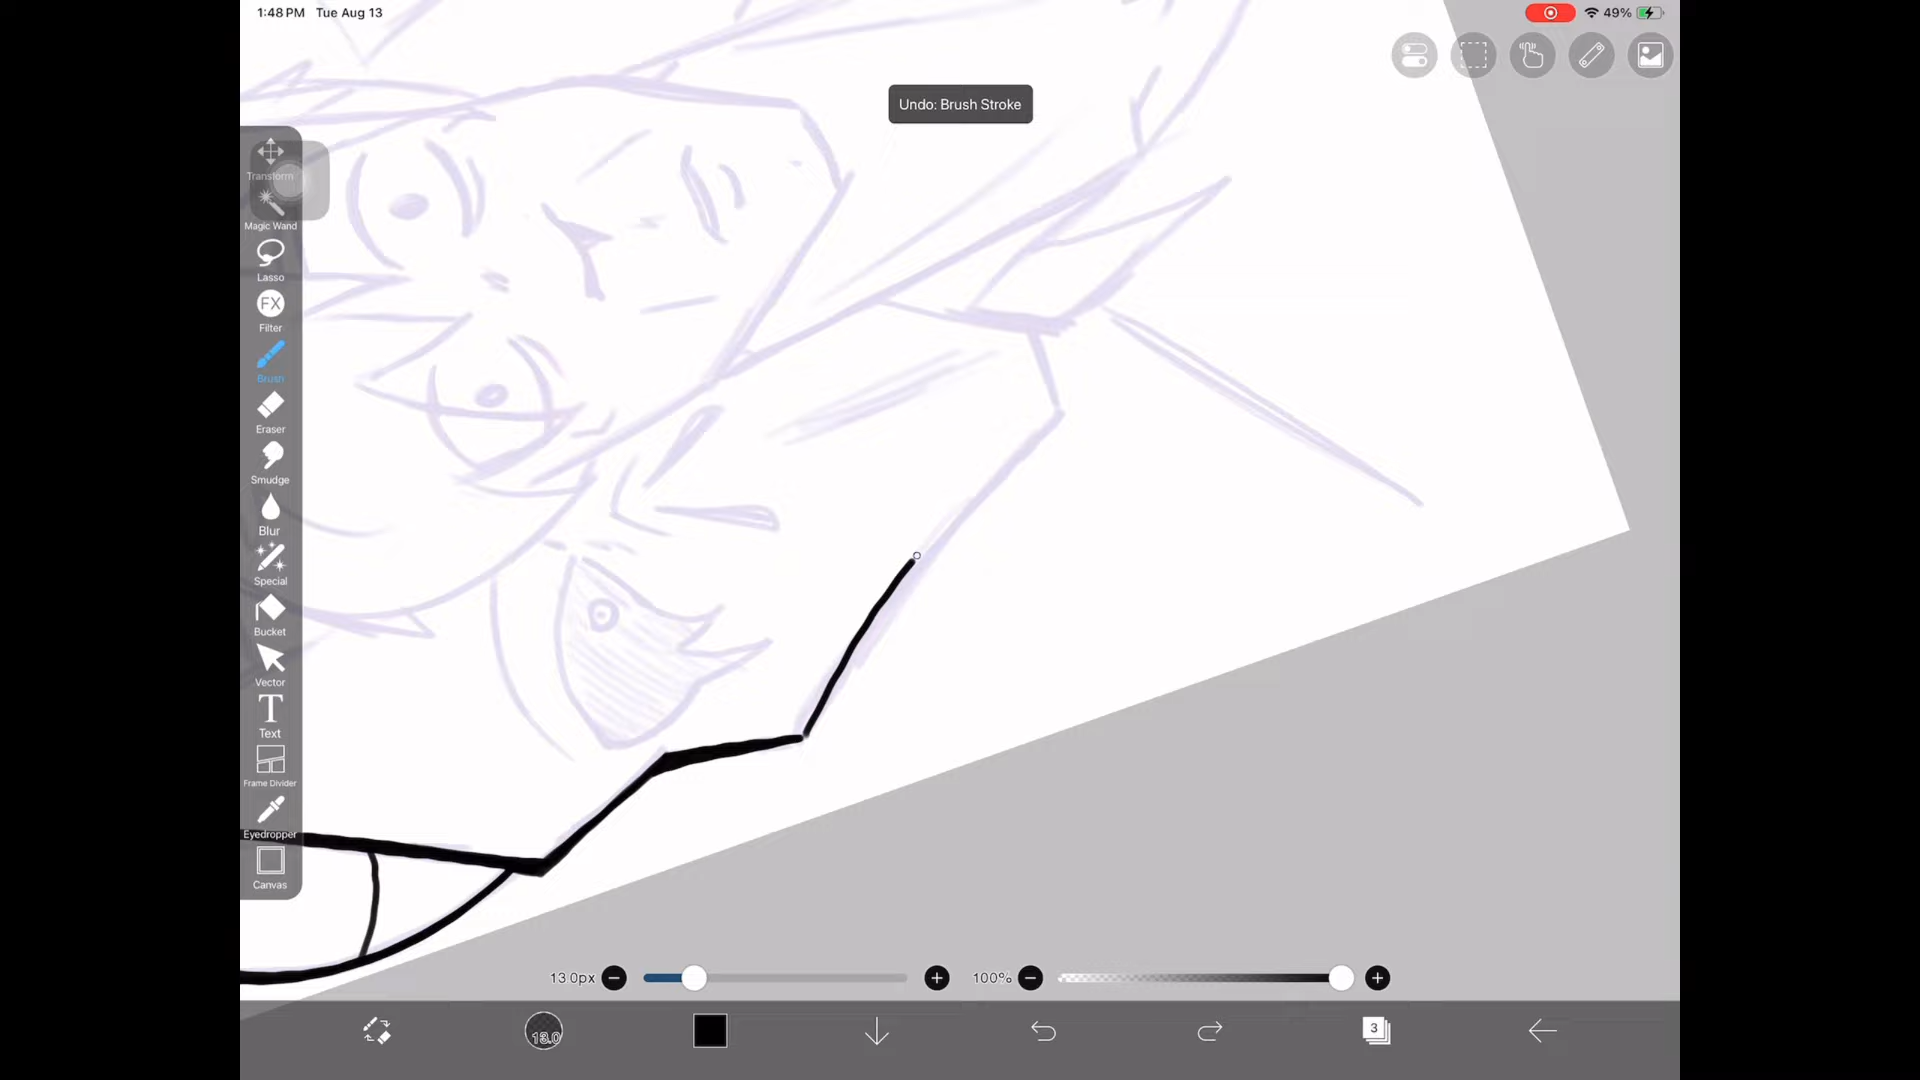 1:48 PM Tue Aug 13
49%
Undo: Brush Stroke
Transform
Magic Wand
Lasso
FX
Filter
Brush
Eraser
Smudge
Blur
Special
Bucket
Vector
T
Text
Frame Divider
Eyedropper
Canvas
13.0px
100%
13.0
3